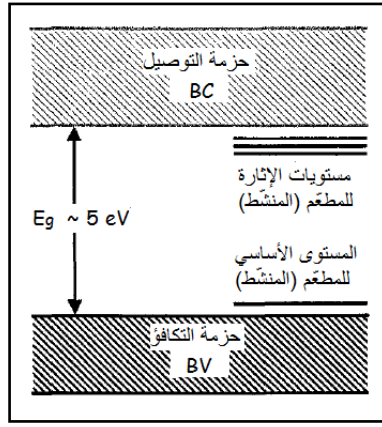 حزمة التوصيل
BC
Eg ~ 5 eV
مستويات الإثارة
للمطعّم (المنشّط)
المستوى الأساسي
للمطعّم (المنشّط)
حزمة التكافؤ
BV